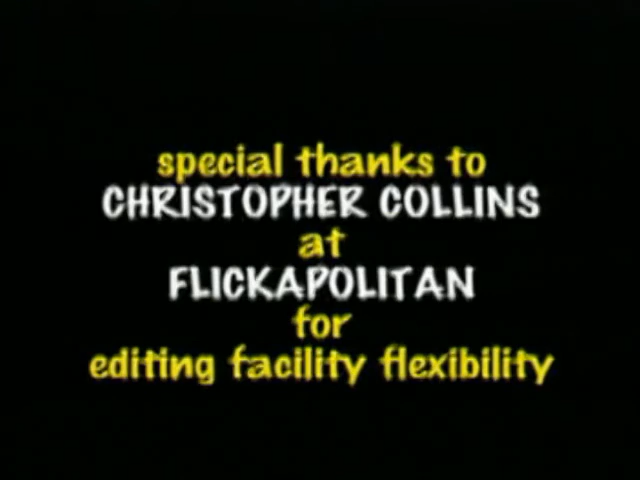 special thanks to
CHRISTOPHER COLLINS
at
FLICKAPOLITAN
for
editing facility flexibility